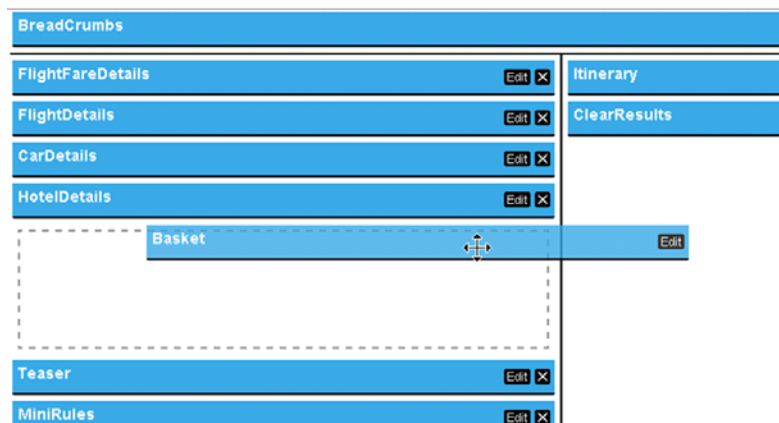 BreadCrumbs
FlightFareDetails Edit X
Itinerary
FlightDetails Edit X
ClearResults
CarDetails Edit X
HotelDetails Edit X
Basket Edit
Teaser Edit X
MiniRules Edit X